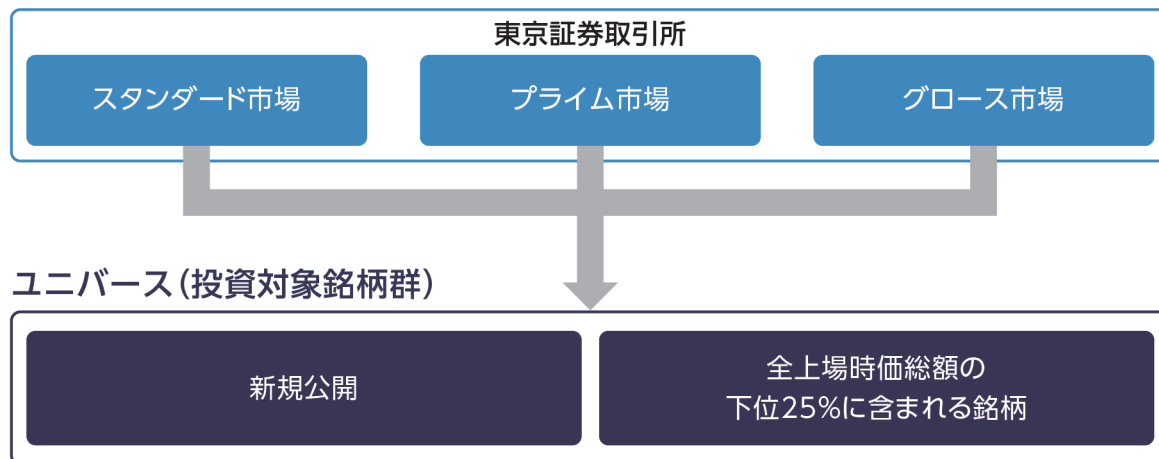 東京証券取引所
スタンダード市場
プライム市場
グロース市場
ユニバース(投資対象銘柄群)
新規公開
全上場時価総額の
下位25%に含まれる銘柄